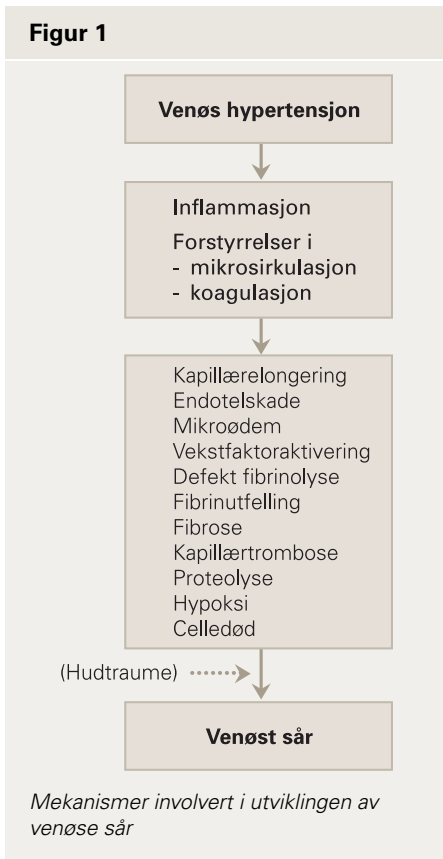 Figur 1
Venøs hypertensjon
Inflammasjon
Forstyrrelser i
- mikrosirkulasjon
- koagulasjon
Kapillærelongering
Endotelskade
Mikroødem
Vekstfaktoraktivering
Defekt fibrinolyse
Fibrinutfelling
Fibrose
Kapillærtrombose
Proteolyse
Hypoksi
Celledød
(Hudtraume)
Venøst sår
Mekanismer involvert i utviklingen av
venøse sår